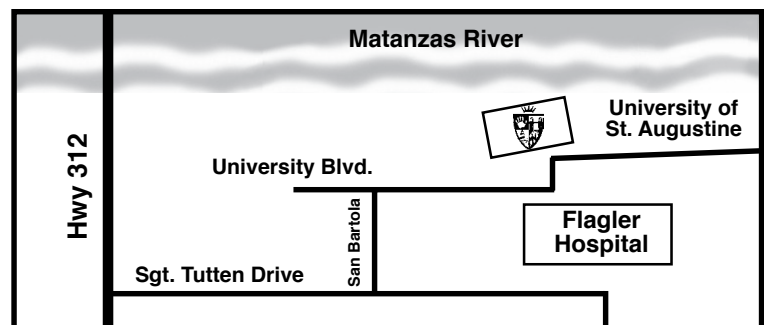 Matanzas River
University of
St. Augustine
Hwy 312
University Blvd.
San Bartola
Flagler
Hospital
Sgt. Tutten Drive